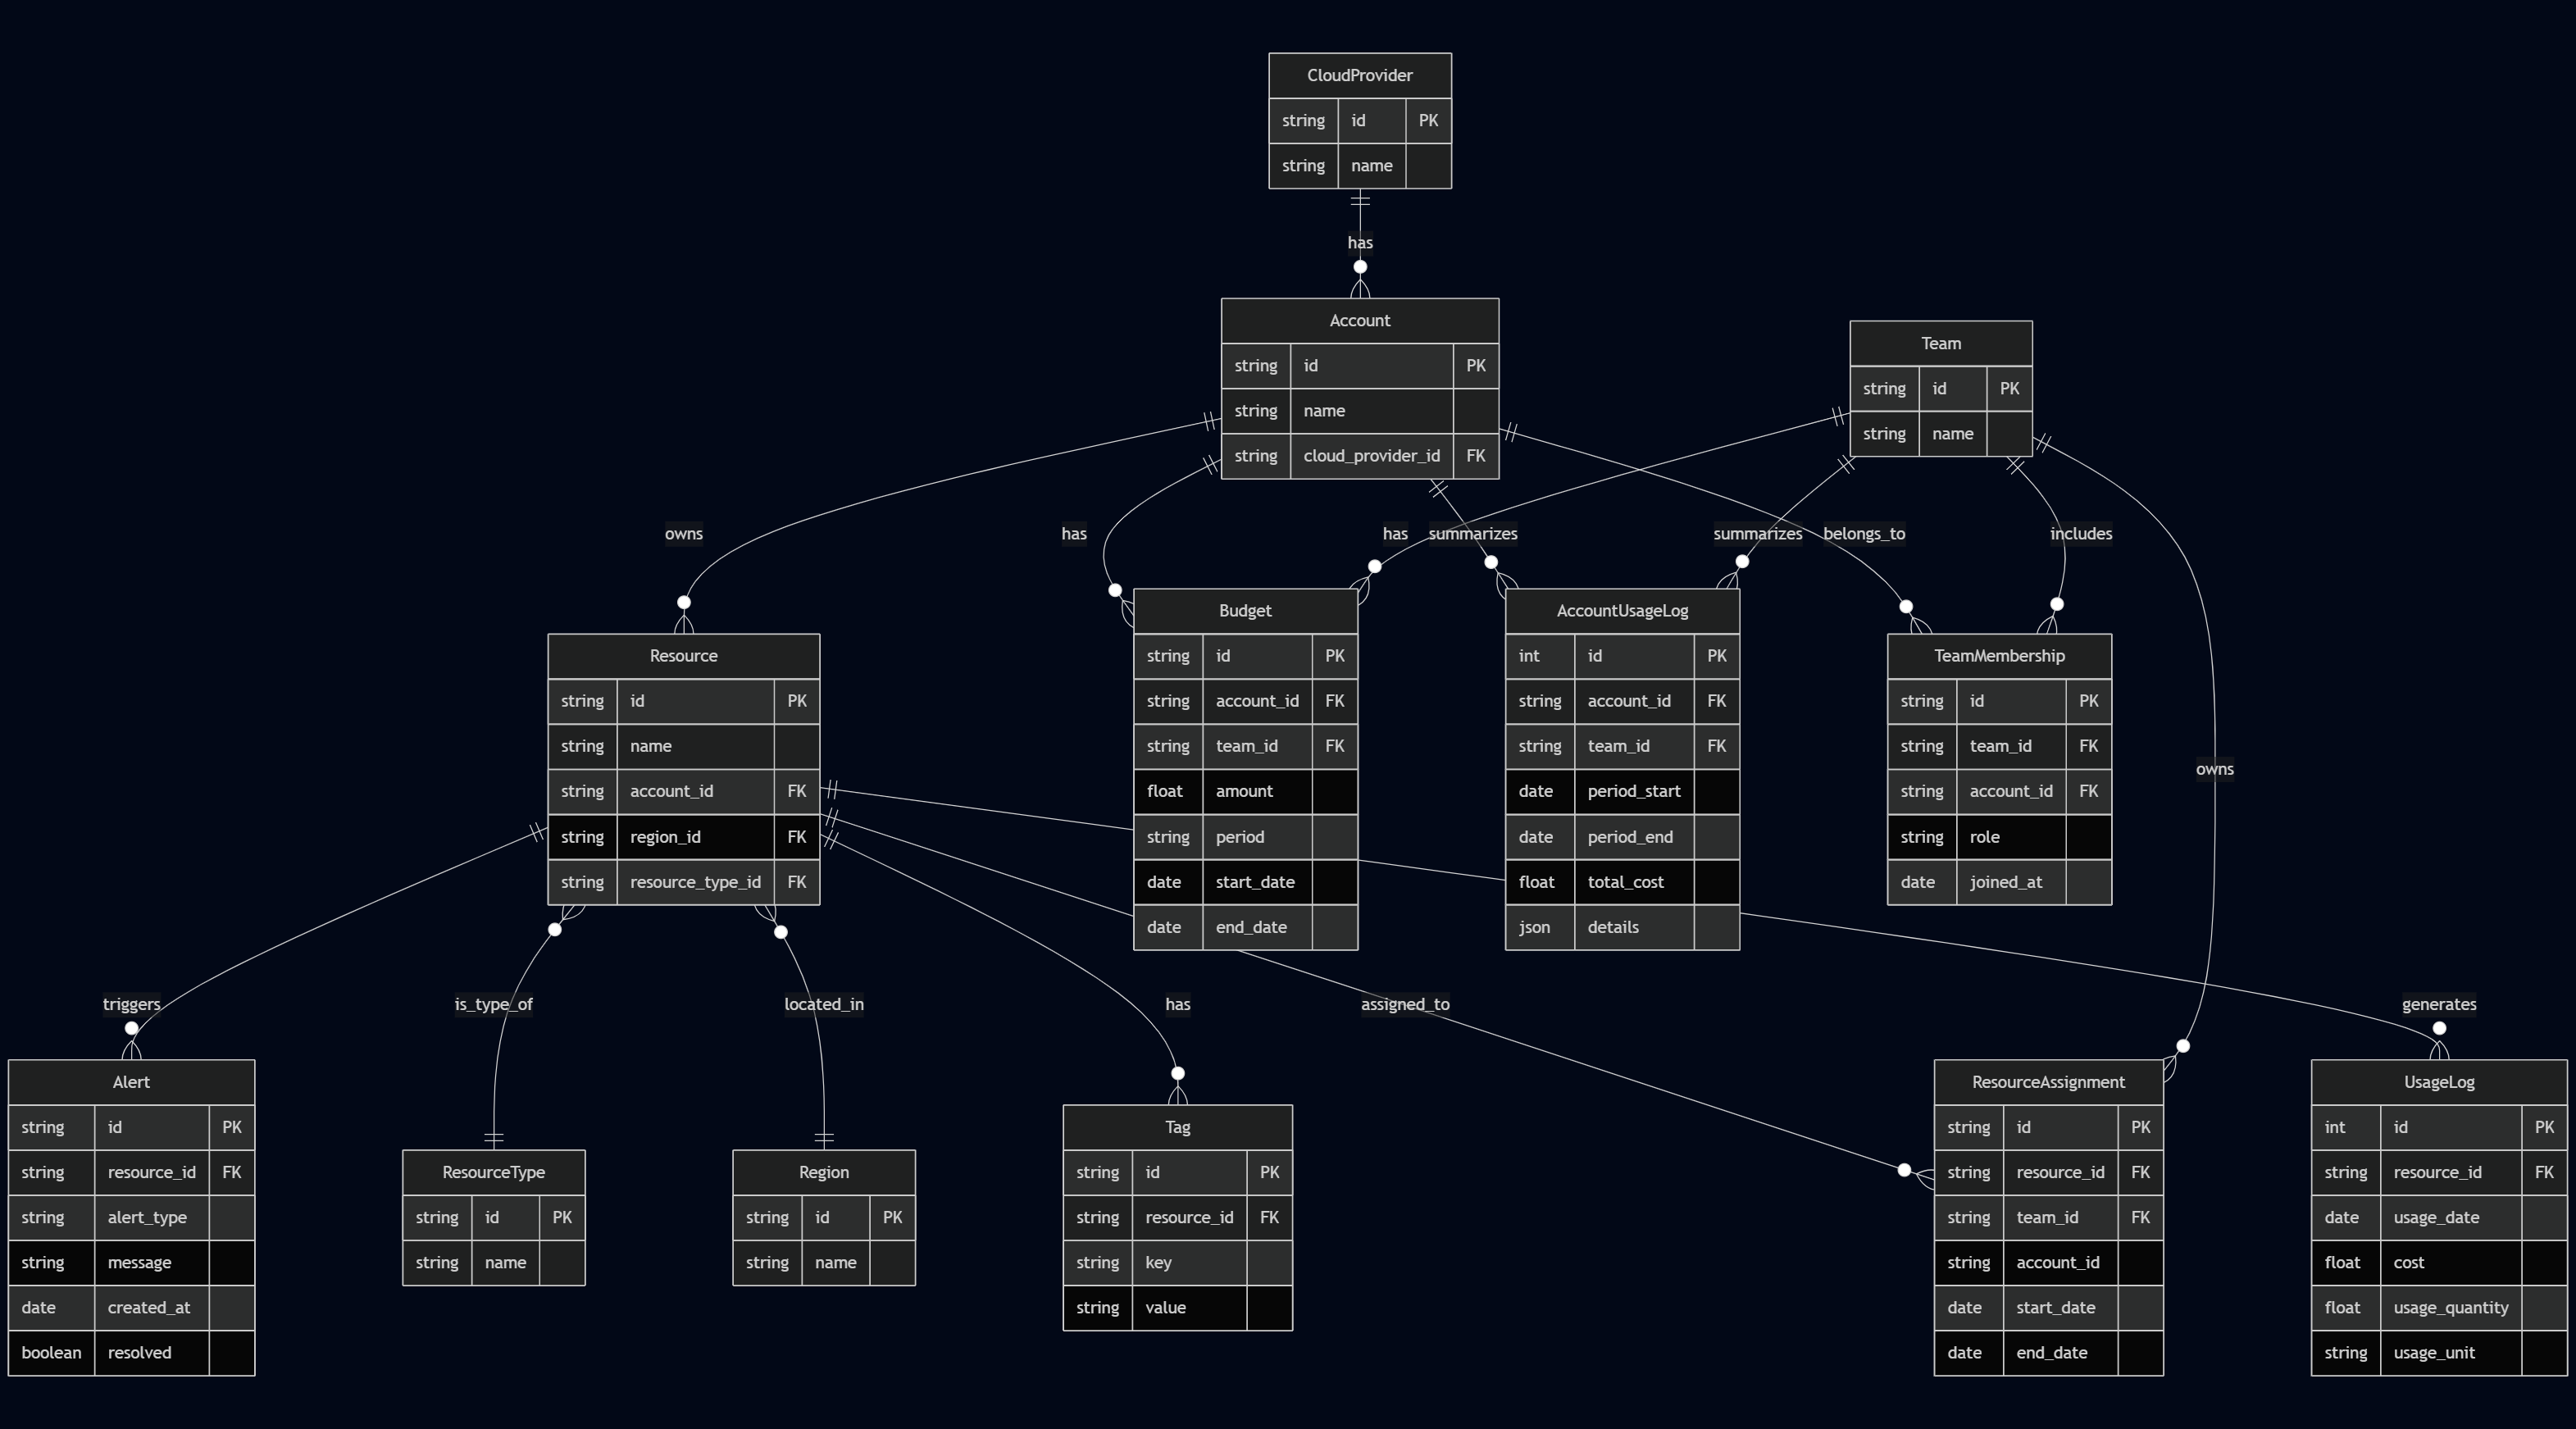 CloudProvider
string id PK
string name
has
Account
string id PK
string name
string cloud_provider_id FK
Team
string id PK
string name
owns
has
has
summarizes
summarizes
belongs_to
includes
Resource
string id PK
string name
string account_id FK
string region_id FK
string resource_type_id FK
Budget
string id PK
string account_id FK
string team_id FK
float amount
string period
date start_date
date end_date
AccountUsageLog
int id PK
string account_id FK
string team_id FK
date period_start
date period_end
float total_cost
json details
TeamMembership
string id PK
string team_id FK
string account_id FK
string role
date joined_at
owns
triggers
is_type_of
located_in
has
assigned_to
generates
Alert
string id PK
string resource_id FK
string alert_type
string message
date created_at
boolean resolved
ResourceType
string id PK
string name
Region
string id PK
string name
Tag
string id PK
string resource_id FK
string key
string value
ResourceAssignment
string id PK
string resource_id FK
string team_id FK
string account_id
date start_date
date end_date
UsageLog
int id PK
string resource_id FK
date usage_date
float cost
float usage_quantity
string usage_unit